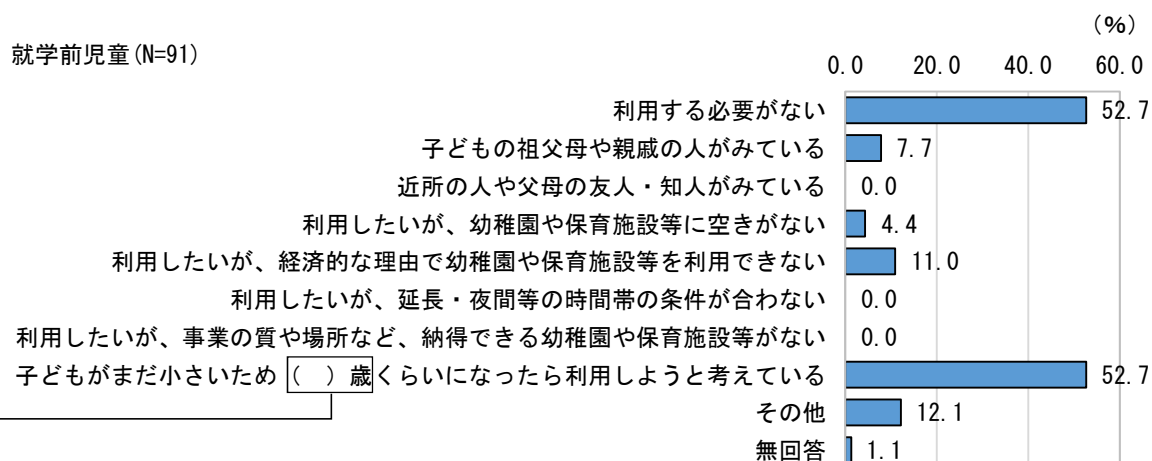 (%)
就学前児童(N=91)
0.0 20.0 40.0 60.0
利用する必要がない 52.7
子どもの祖父母や親戚の人がみている 7.7
近所の人や父母の友人・知人がみている 0.0
利用したいが、幼稚園や保育施設等に空きがない 4.4
利用したいが、経済的な理由で幼稚園や保育施設等を利用できない 11.0
利用したいが、延長・夜間等の時間帯の条件が合わない 0.0
利用したいが、事業の質や場所など、納得できる幼稚園や保育施設等がない 0.0
子どもがまだ小さいため( )歳くらいになったら利用しようと考えている 52.7
その他 12.1
無回答 1.1